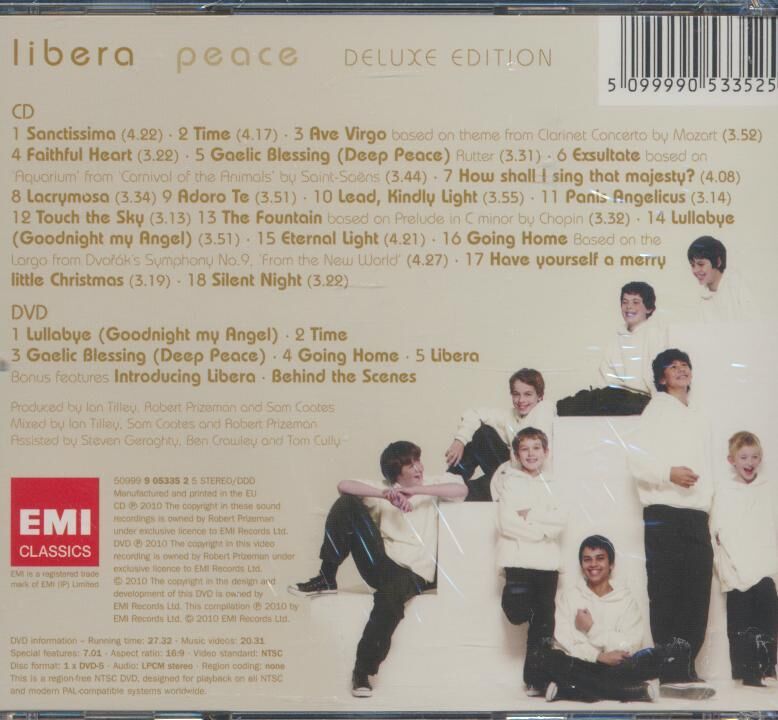 libera peace DELUXE EDITION
5 099990 533525
CD
1 Sanctissima (4.22) · 2 Time (4.17) · 3 Ave Virgo based on theme from Clarinet Concerto by Mozart (3.52)
4 Faithful Heart (3.22) · 5 Gaelic Blessing (Deep Peace) Rutter (3.31) · 6 Exsultate based on
'Aquarium' from 'Carnival of the Animals' by Saint-Saëns (3.44) · 7 How shall I sing that majesty? (4.08)
8 Lacrymosa (3.34) 9 Adoro Te (3.51) · 10 Lead, Kindly Light (3.55) · 11 Panis Angelicus (3.14)
12 Touch the Sky (3.13) 13 The Fountain based on Prelude in C minor by Chopin (3.32) · 14 Lullabye
(Goodnight my Angel) (3.51) · 15 Eternal Light (4.21) · 16 Going Home Based on the
Largo from Dvořák's Symphony No.9, 'From the New World' (4.27) · 17 Have yourself a merry
little Christmas (3.19) · 18 Silent Night (3.22)
DVD
1 Lullabye (Goodnight my Angel) · 2 Time
3 Gaelic Blessing (Deep Peace) · 4 Going Home · 5 Libera
Bonus features Introducing Libera · Behind the Scenes
Produced by Ian Tilley, Robert Prizeman and Sam Coates
Mixed by Ian Tilley, Sam Coates and Robert Prizeman
Assisted by Steven Geraghty, Ben Crawley and Tom Cully
EMI
CLASSICS
EMI is a registered trade
mark of EMI (IP) Limited
50999 9 05335 2 5 STEREO/DDD
Manufactured and printed in the EU
CD ℗ 2010 The copyright in these sound
recordings is owned by Robert Prizeman
under exclusive licence to EMI Records Ltd.
DVD ℗ 2010 The copyright in this video
recording is owned by Robert Prizeman under
exclusive licence to EMI Records Ltd.
© 2010 The copyright in the design and
development of this DVD is owned by
EMI Records Ltd. This compilation ℗ 2010 by
EMI Records Ltd. © 2010 EMI Records Ltd.
DVD information – Running time: 27.32 · Music videos: 20.31
Special features: 7.01 · Aspect ratio: 16:9 · Video standard: NTSC
Disc format: 1 x DVD-5 · Audio: LPCM stereo · Region coding: none
This is a region-free NTSC DVD, designed for playback on all NTSC
and modern PAL-compatible systems worldwide.